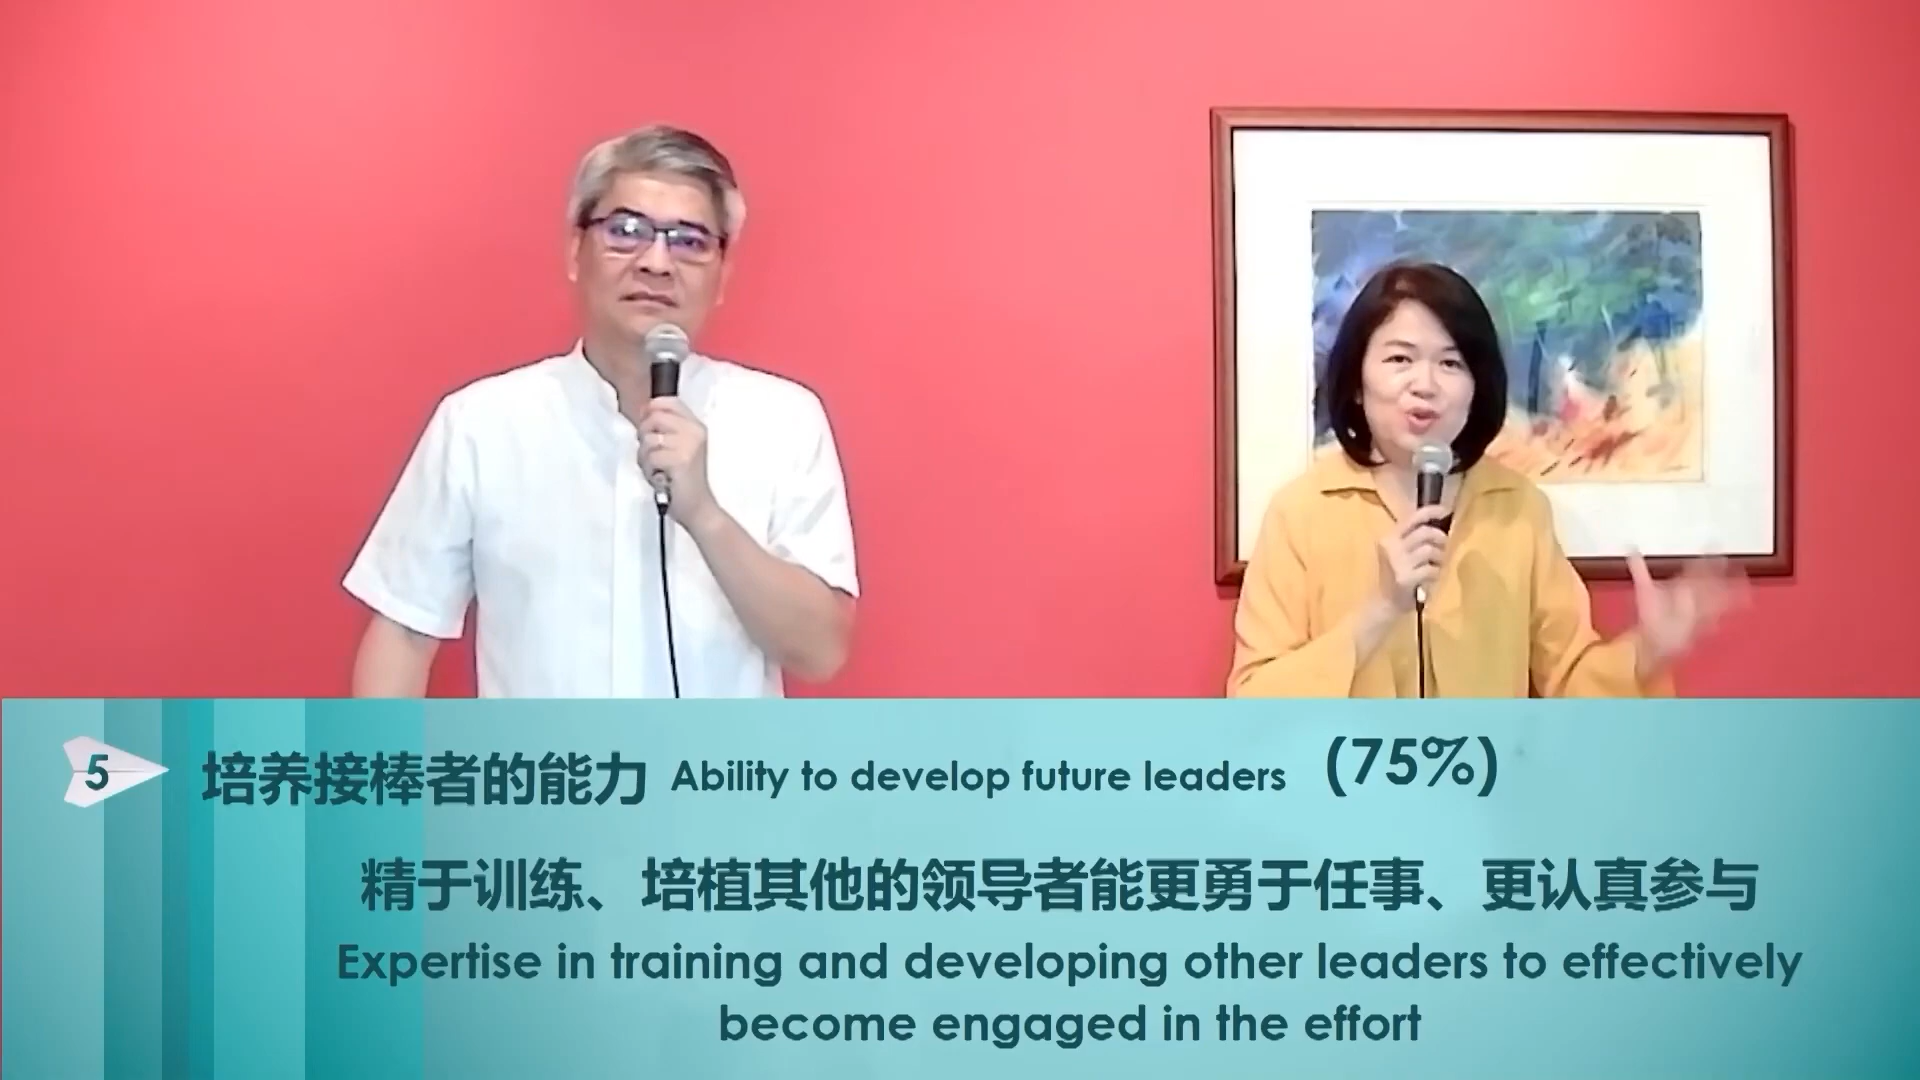 5
培养接棒者的能力 Ability to develop future leaders (75%)
精于训练、培植其他的领导者能更勇于任事、更认真参与
Expertise in training and developing other leaders to effectively
become engaged in the effort